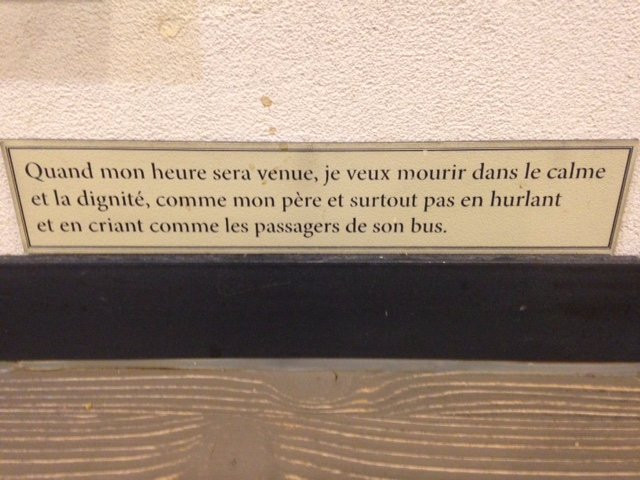 Quand mon heure sera venue, je veux mourir dans le calme
et la dignité, comme mon père et surtout pas en hurlant
et en criant comme les passagers de son bus.